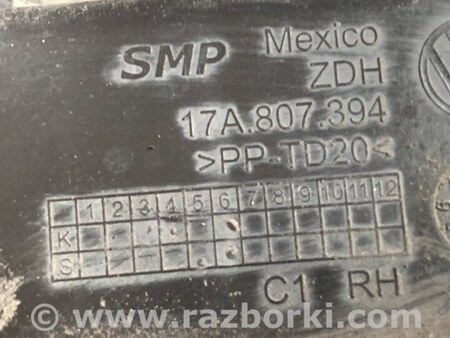 SMP Mexico
ZDH
17A.807.394
>PP-TD20<
1 2 3 4 5 6 7 8 9 10 11 12
K
S
C1 RH
© www.razborki.com